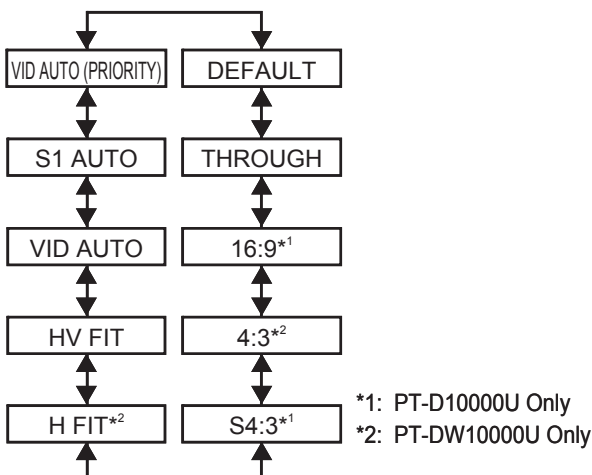 VID AUTO (PRIORITY)
DEFAULT
S1 AUTO
THROUGH
VID AUTO
16:9*1
HV FIT
4:3*2
H FIT*2
S4:3*1
*1: PT-D10000U Only
*2: PT-DW10000U Only